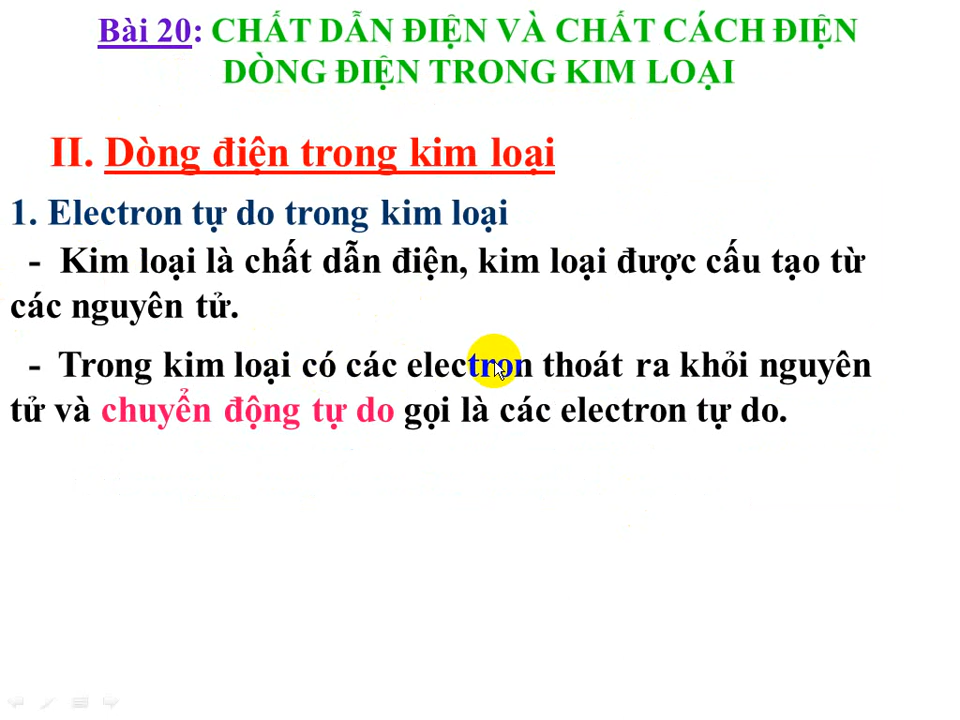 Bài 20: CHẤT DẪN ĐIỆN VÀ CHẤT CÁCH ĐIỆN
DÒNG ĐIỆN TRONG KIM LOẠI
II. Dòng điện trong kim loại
1. Electron tự do trong kim loại
- Kim loại là chất dẫn điện, kim loại được cấu tạo từ
các nguyên tử.
- Trong kim loại có các electron thoát ra khỏi nguyên
tử và chuyển động tự do gọi là các electron tự do.